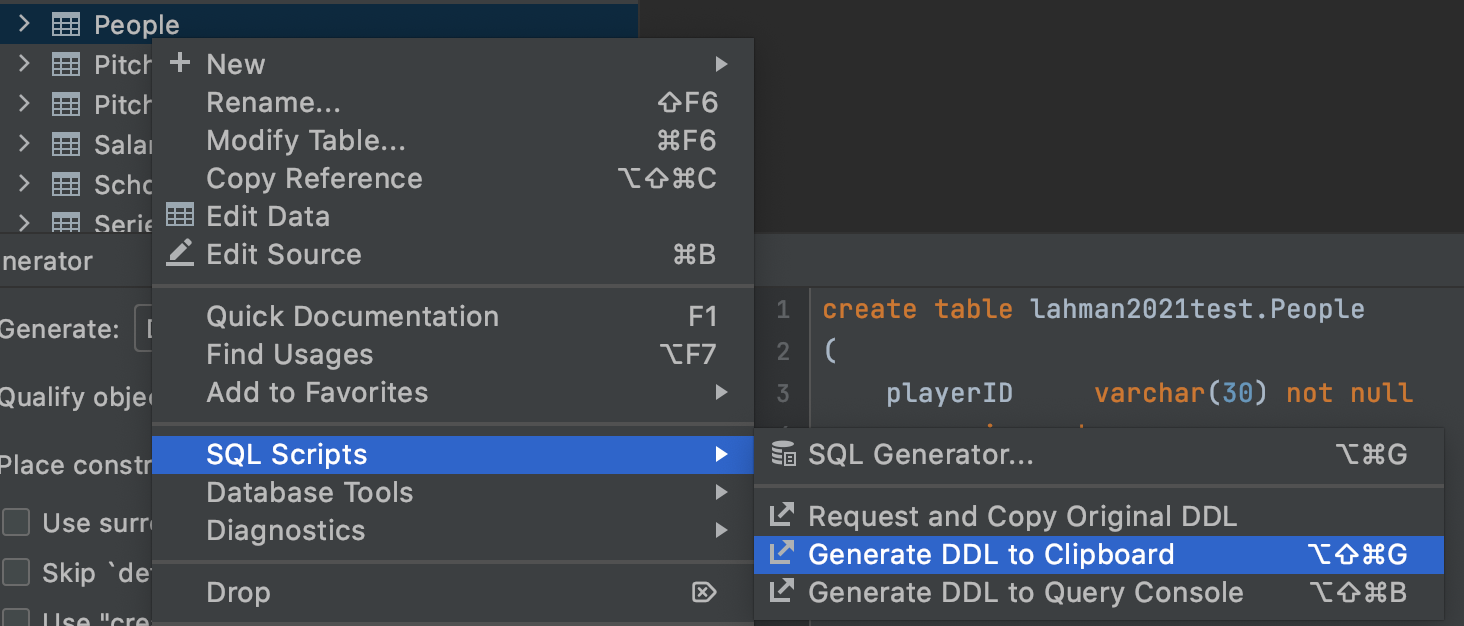 People
Pitch
Pitch
Salar
Scho
Serie
New
Rename... ⇧F6
Modify Table... ⌘F6
Copy Reference ⌥⇧⌘C
Edit Data
Edit Source ⌘B
Quick Documentation F1
Find Usages ⌥F7
Add to Favorites
SQL Scripts
Database Tools
Diagnostics
Drop ⌦
nerator
Generate:
Qualify objec
Place constr
Use surro
Skip `def
Use "cre
1 create table lahman2021test.People
2 (
3 playerID varchar(30) not null
SQL Generator... ⌥⌘G
Request and Copy Original DDL
Generate DDL to Clipboard ⌥⇧⌘G
Generate DDL to Query Console ⌥⇧⌘B